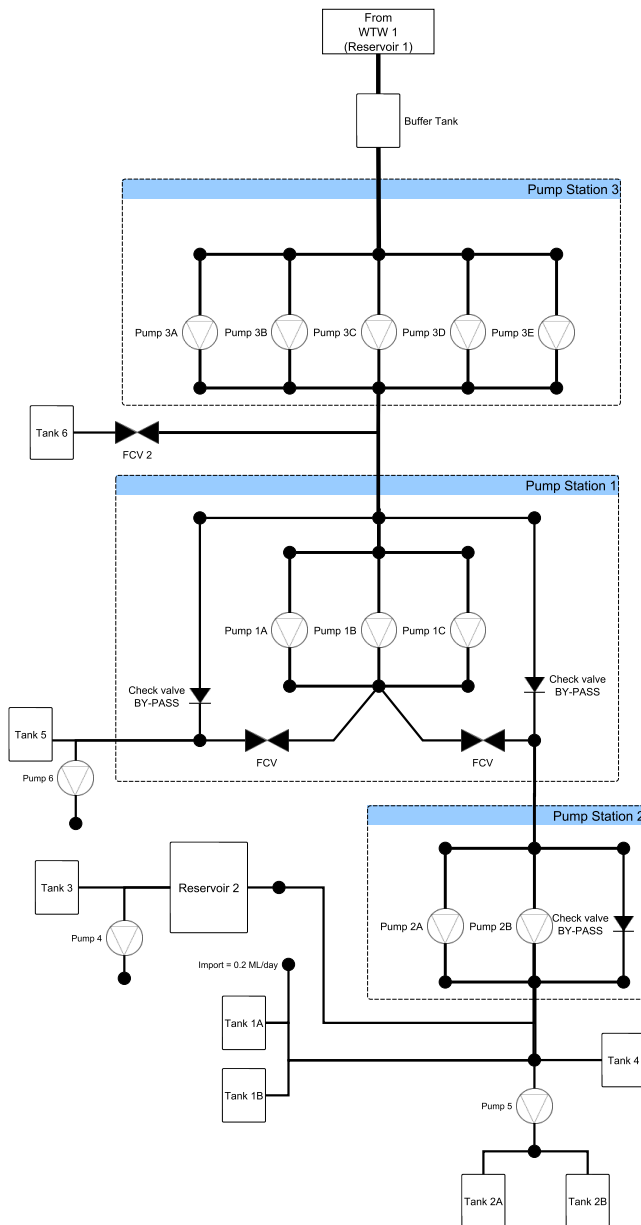 From
WTW 1
(Reservoir 1)
Buffer Tank
Pump Station 3
Pump 3A
Pump 3B
Pump 3C
Pump 3D
Pump 3E
Tank 6
FCV 2
Pump Station 1
Pump 1A
Pump 1B
Pump 1C
Check valve
BY-PASS
Check valve
BY-PASS
Tank 5
FCV
FCV
Pump 6
Pump Station 2
Tank 3
Reservoir 2
Pump 2A
Pump 2B
Check valve
BY-PASS
Pump 4
Import = 0.2 ML/day
Tank 1A
Tank 4
Tank 1B
Pump 5
Tank 2A
Tank 2B